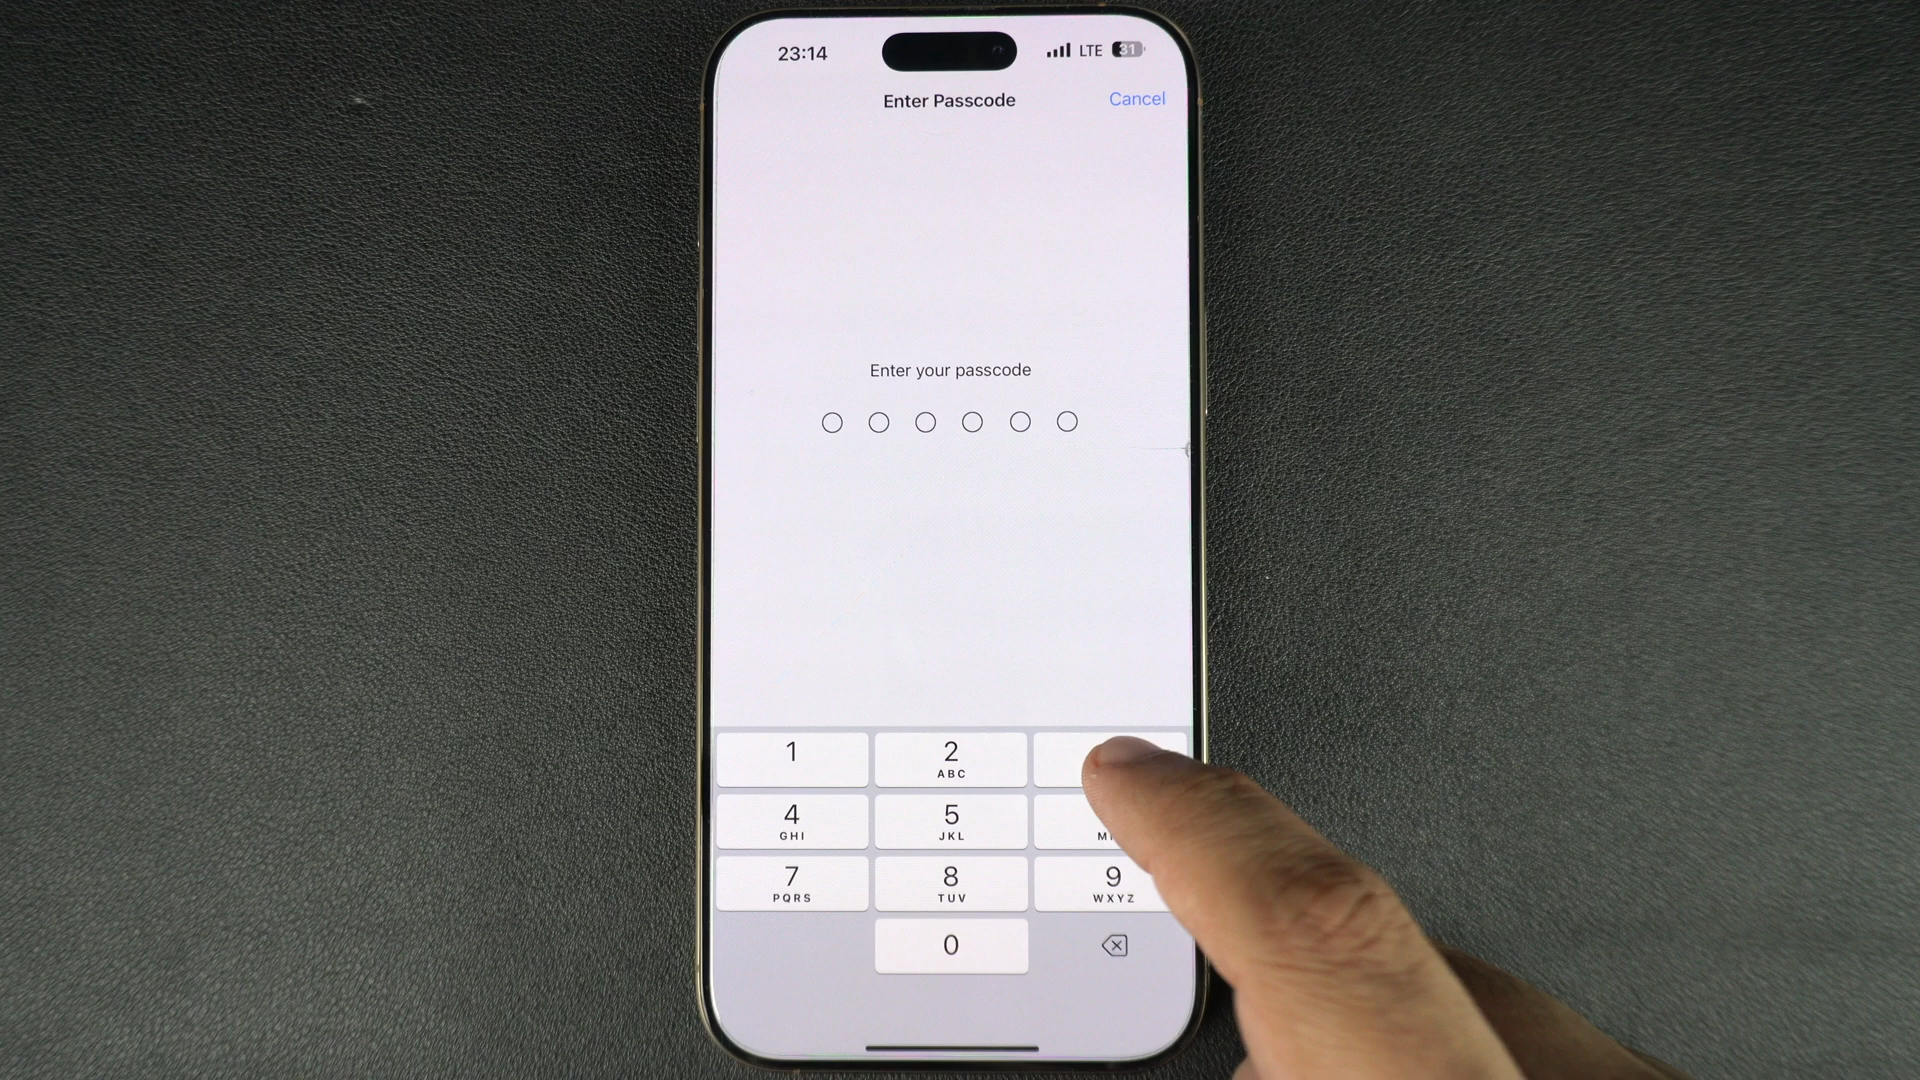 23:14
LTE 31
Enter Passcode
Cancel
Enter your passcode
1
2
ABC
4
GHI
5
JKL
7
PQRS
8
TUV
9
WXYZ
0